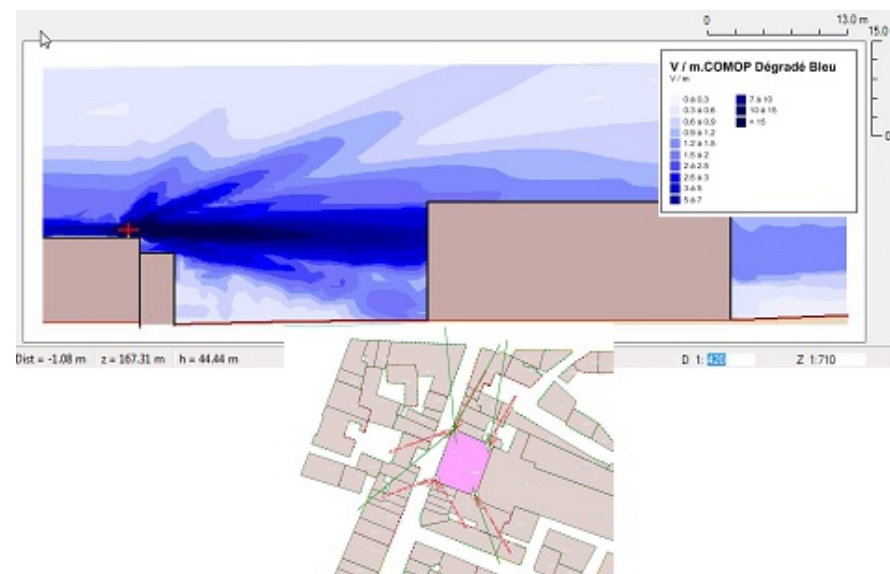 0 13.0 m
15.0
V / m.COMOP Dégradé Bleu
V / m
0 à 0.3 7 à 10
0.3 à 0.6 10 à 15
0.6 à 0.9 > 15
0.9 à 1.2
1.2 à 1.5
1.5 à 2
2 à 2.5
2.5 à 3
3 à 5
5 à 7
Dist = -1.08 m z = 167.31 m h = 44.44 m D 1: 420 Z 1:710